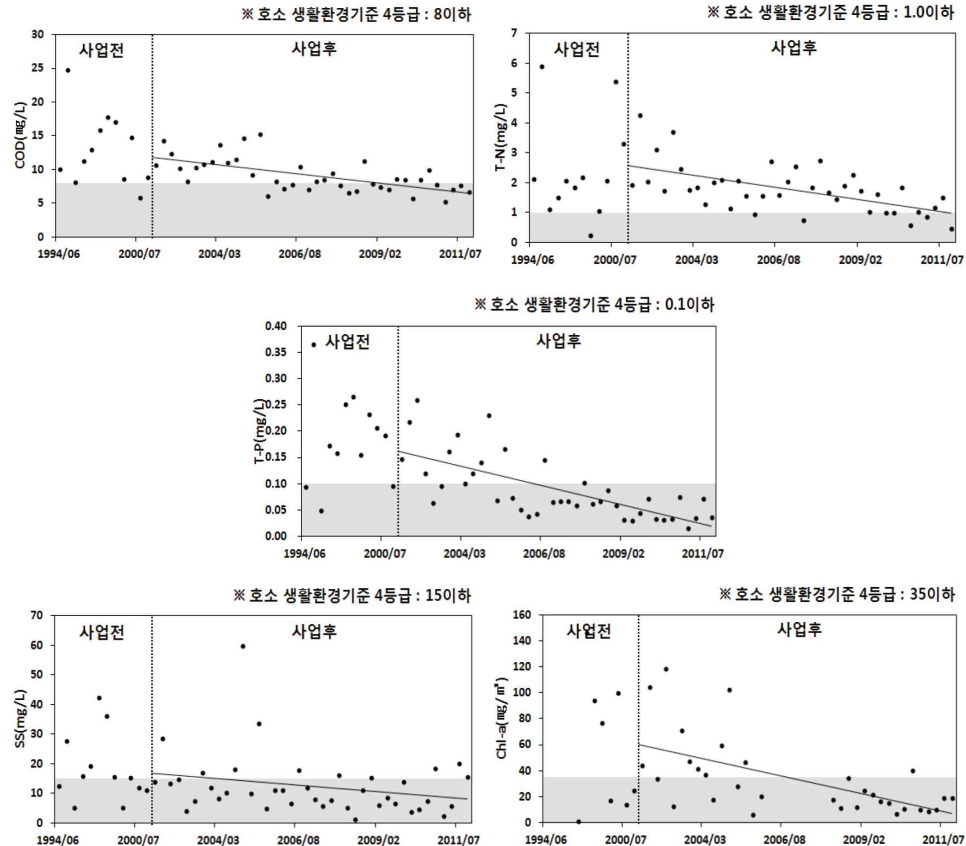 ※ 호소 생활환경기준 4등급 : 8이하
사업전 사업후
COD(㎎/L)
30
25
20
15
10
5
0
1994/06 2000/07 2004/03 2006/08 2009/02 2011/07
※ 호소 생활환경기준 4등급 : 1.0이하
사업전 사업후
T-N(mg/L)
7
6
5
4
3
2
1
0
1994/06 2000/07 2004/03 2006/08 2009/02 2011/07
※ 호소 생활환경기준 4등급 : 0.1이하
사업전 사업후
T-P(mg/L)
0.40
0.35
0.30
0.25
0.20
0.15
0.10
0.05
0.00
1994/06 2000/07 2004/03 2006/08 2009/02 2011/07
※ 호소 생활환경기준 4등급 : 15이하
사업전 사업후
SS(mg/L)
70
60
50
40
30
20
10
0
1994/06 2000/07 2004/03 2006/08 2009/02 2011/07
※ 호소 생활환경기준 4등급 : 35이하
사업전 사업후
Chl-a(㎎/㎥)
160
140
120
100
80
60
40
20
0
1994/06 2000/07 2004/03 2006/08 2009/02 2011/07